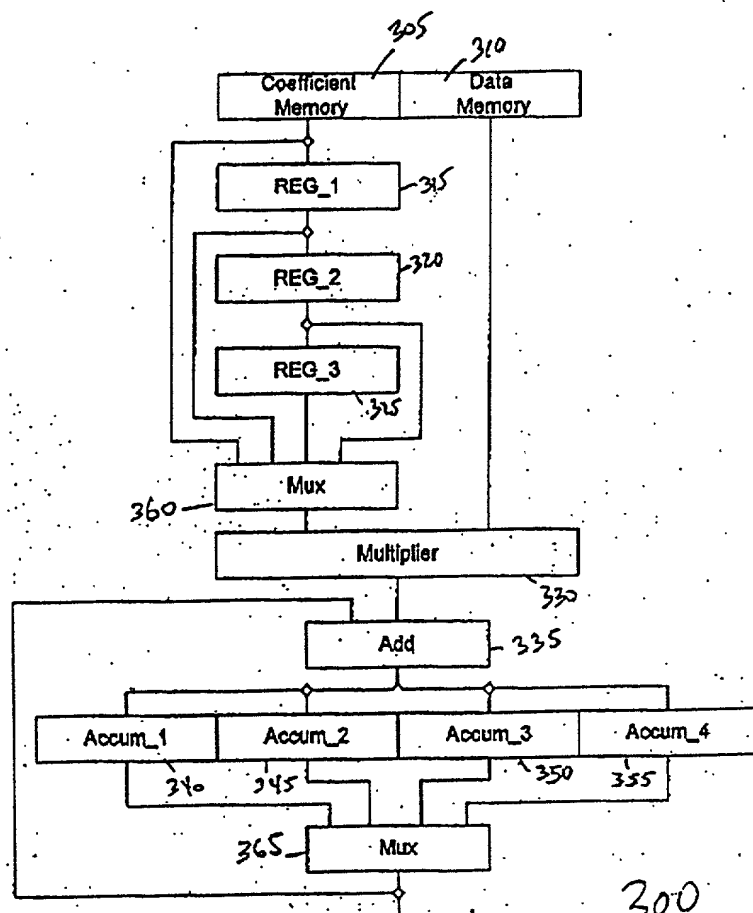 305
310
Coefficient Memory
Data Memory
REG_1
315
REG_2
320
REG_3
325
360
Mux
Multiplier
330
Add
335
Accum_1
Accum_2
Accum_3
Accum_4
340
345
350
355
365
Mux
300